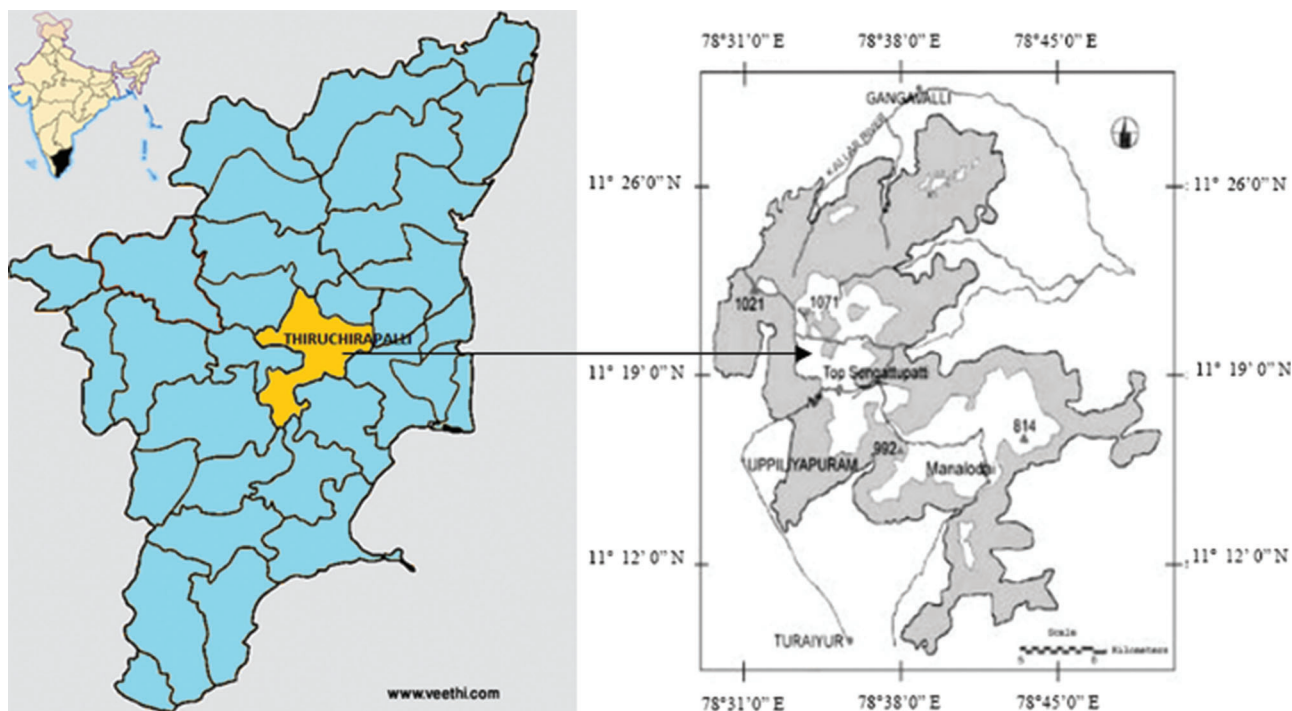 THIRUCHIRAPALLI
www.veethi.com
78°31'0" E 78°38'0" E 78°45'0" E
GANGAVALLI
KALLAR RIVER
11° 26'0" N 11° 26'0" N
1021 1071
Top Sengattupatti
11° 19'0" N 11° 19'0" N
814
992
UPPILIYAPURAM Manalodai
11° 12' 0" N 11° 12' 0" N
TURAIYUR
Scale
5 0 Kilometers
78°31'0" E 78°38'0" E 78°45'0" E